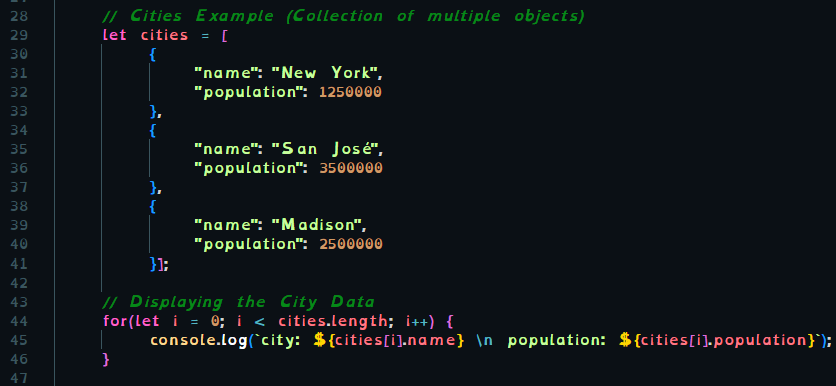 28 // Cities Example (Collection of multiple objects)
29 let cities = [
30 {
31 "name": "New York",
32 "population": 1250000
33 },
34 {
35 "name": "San José",
36 "population": 3500000
37 },
38 {
39 "name": "Madison",
40 "population": 2500000
41 }];
42
43 // Displaying the City Data
44 for(let i = 0; i < cities.length; i++) {
45 console.log(`city: ${cities[i].name} \n population: ${cities[i].population}`);
46 }
47